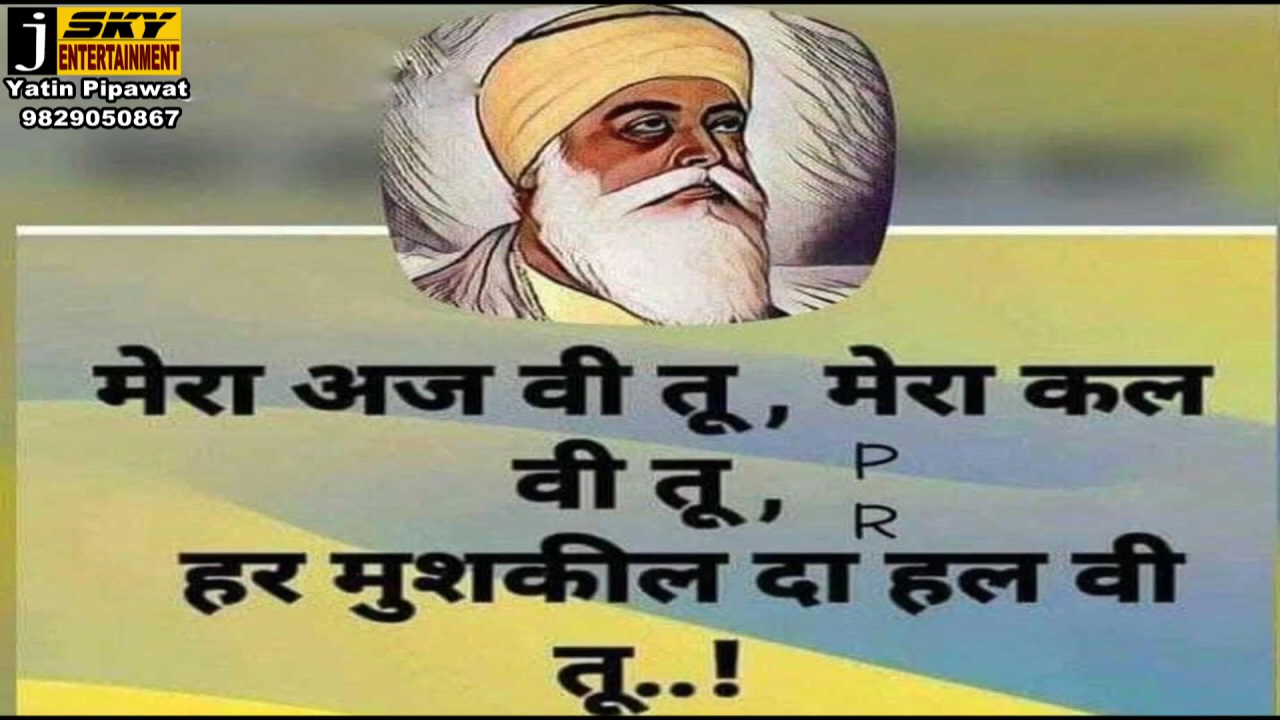 j SKY
ENTERTAINMENT
Yatin Pipawat
9829050867
मेरा अज वी तू , मेरा कल
वी तू ,
P
R
हर मुशकील दा हल वी
तू..!